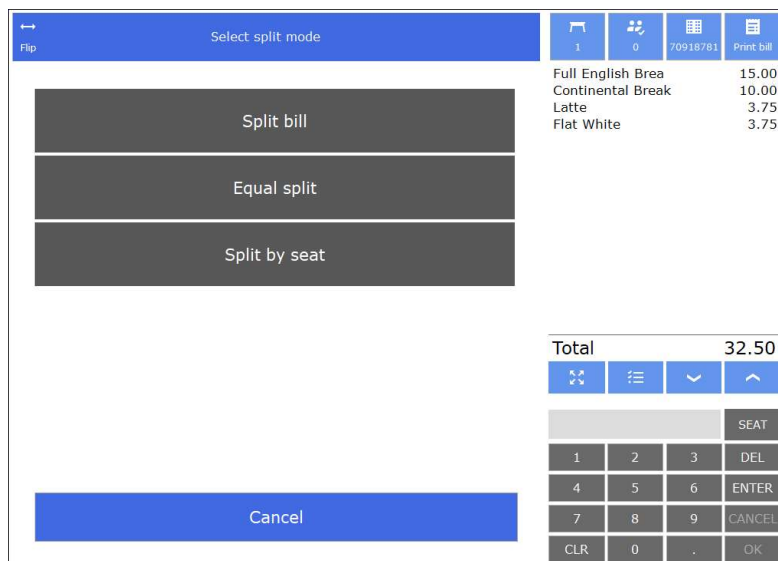 Flip
Select split mode
1
0
70918781
Print bill
Split bill
Equal split
Split by seat
Cancel
Full English Brea 15.00
Continental Break 10.00
Latte 3.75
Flat White 3.75
Total 32.50
SEAT
1 2 3 DEL
4 5 6 ENTER
7 8 9 CANCEL
CLR 0 . OK